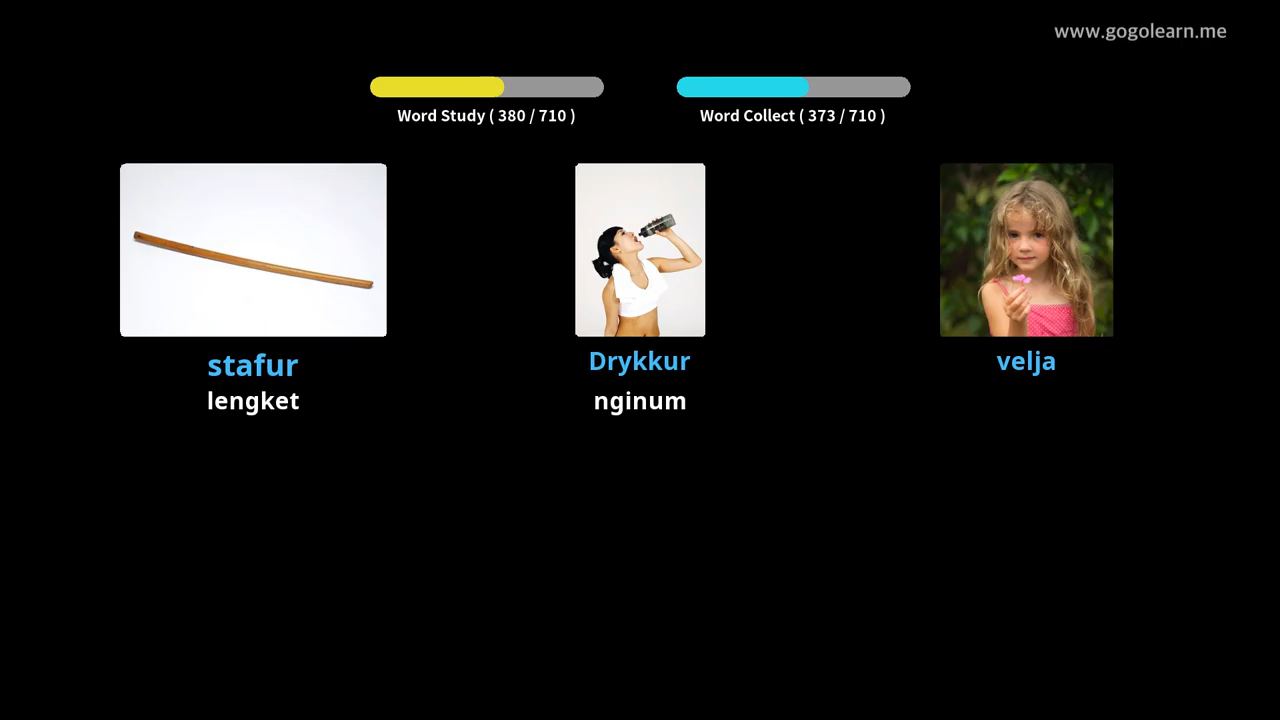 www.gogolearn.me
Word Study ( 380 / 710 )
Word Collect ( 373 / 710 )
stafur
lengket
Drykkur
nginum
velja